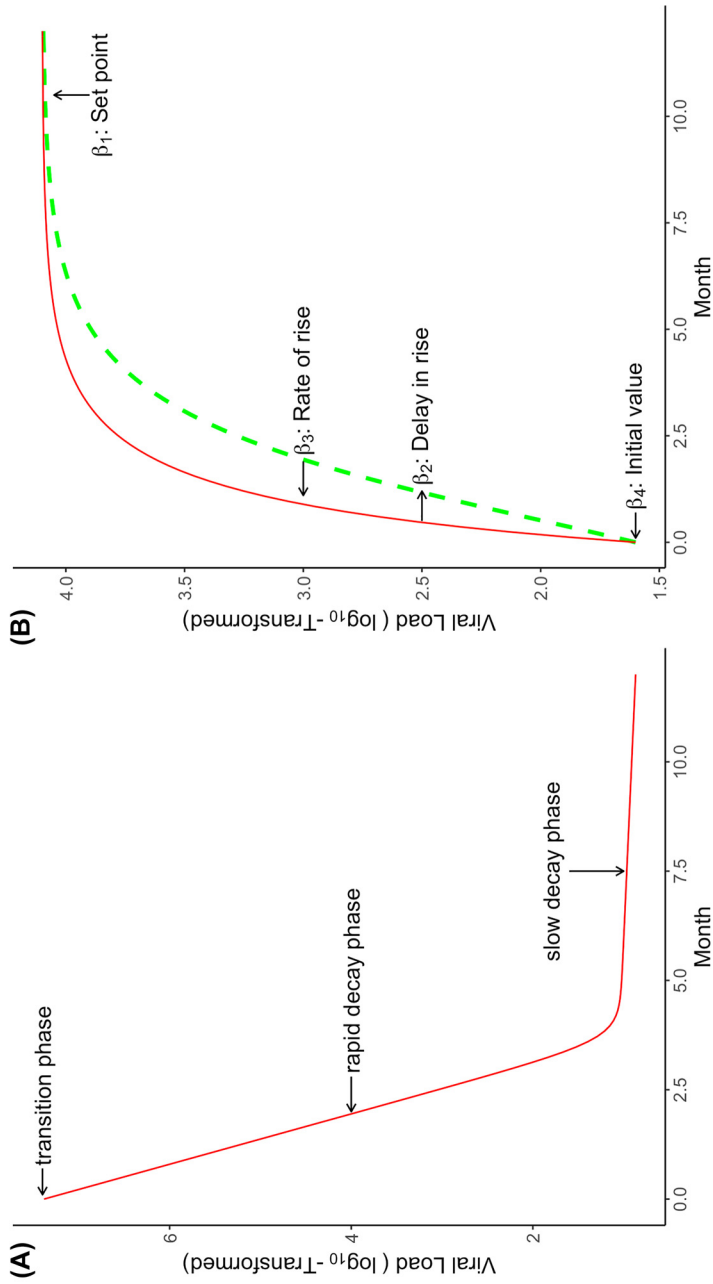 (A)
Viral Load ( log₁₀ -Transformed)
6
4
2
transition phase
rapid decay phase
slow decay phase
0.0
2.5
5.0
7.5
10.0
Month
(B)
Viral Load ( log₁₀ -Transformed)
4.0
3.5
3.0
2.5
2.0
1.5
β₁: Set point
β₃: Rate of rise
β₂: Delay in rise
β₄: Initial value
0.0
2.5
5.0
7.5
10.0
Month